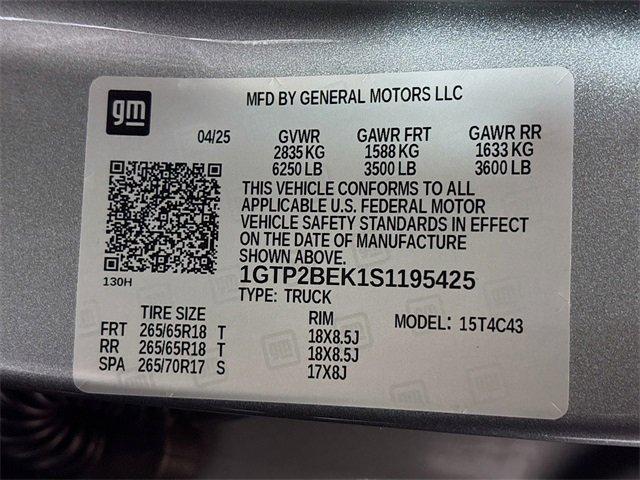 gm
MFD BY GENERAL MOTORS LLC
04/25 GVWR GAWR FRT GAWR RR
2835 KG 1588 KG 1633 KG
6250 LB 3500 LB 3600 LB
THIS VEHICLE CONFORMS TO ALL
APPLICABLE U.S. FEDERAL MOTOR
VEHICLE SAFETY STANDARDS IN EFFECT
ON THE DATE OF MANUFACTURE
SHOWN ABOVE.
130H
1GTP2BEK1S1195425
TYPE: TRUCK
TIRE SIZE RIM MODEL: 15T4C43
FRT 265/65R18 T 18X8.5J
RR 265/65R18 T 18X8.5J
SPA 265/70R17 S 17X8J